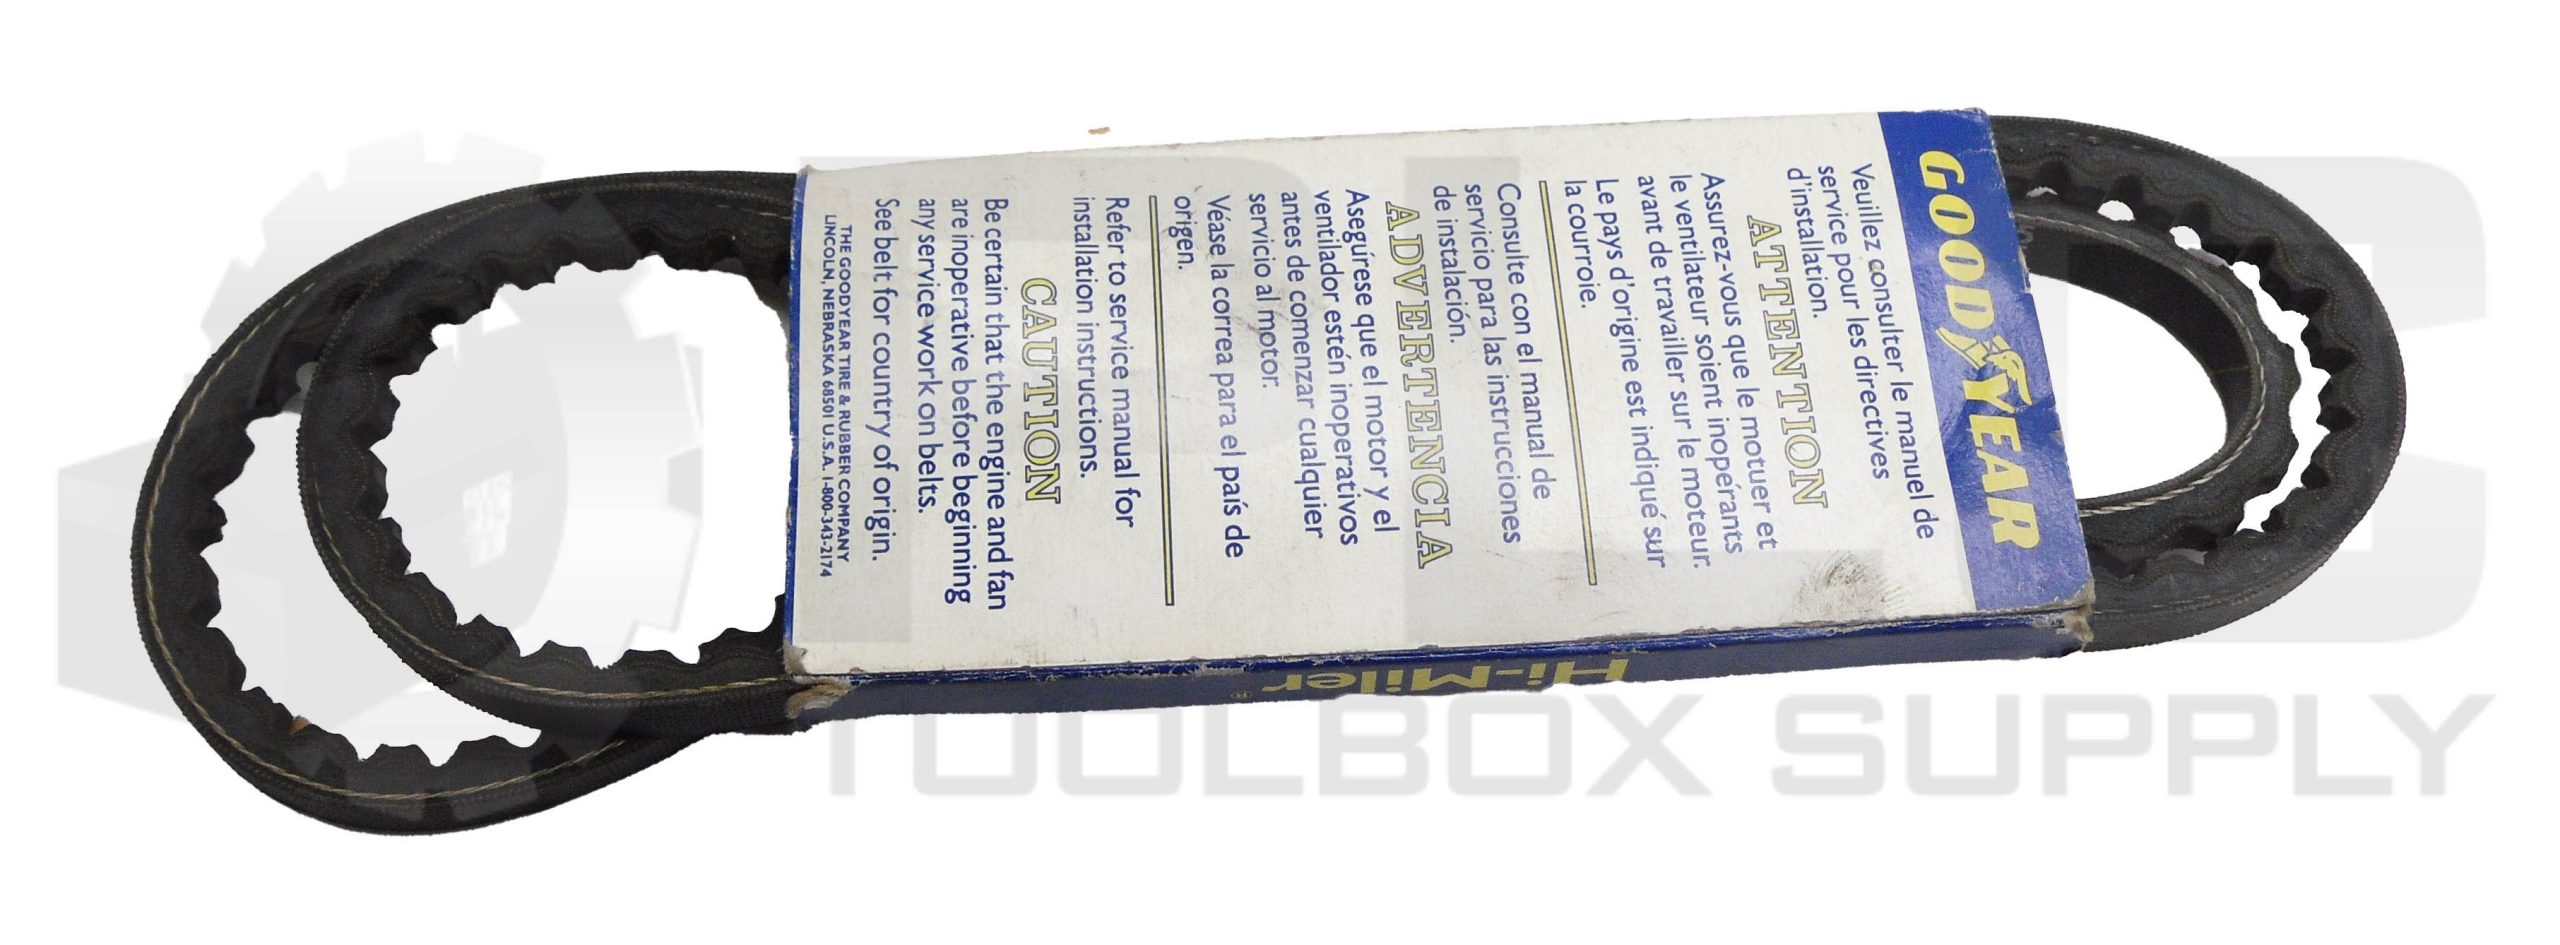 GOODYEAR
Veuillez consulter le manuel de
service pour les directives
d'installation.
ATTENTION
Assurez-vous que le motuer et
le ventilateur soient inopérants
avant de travailler sur le moteur.
Le pays d'origine est indiqué sur
la courroie.
Consulte con el manual de
servicio para las instrucciones
de instalación.
ADVERTENCIA
Asegúrese que el motor y el
ventilador estén inoperativos
antes de comenzar cualquier
servicio al motor.
Véase la correa para el país de
origen.
Refer to service manual for
installation instructions.
CAUTION
Be certain that the engine and fan
are inoperative before beginning
any service work on belts.
See belt for country of origin.
THE GOODYEAR TIRE & RUBBER COMPANY
LINCOLN, NEBRASKA 68501 U.S.A. 1-800-343-2174
Hi-Miler®
PLC
TOOLBOX SUPPLY